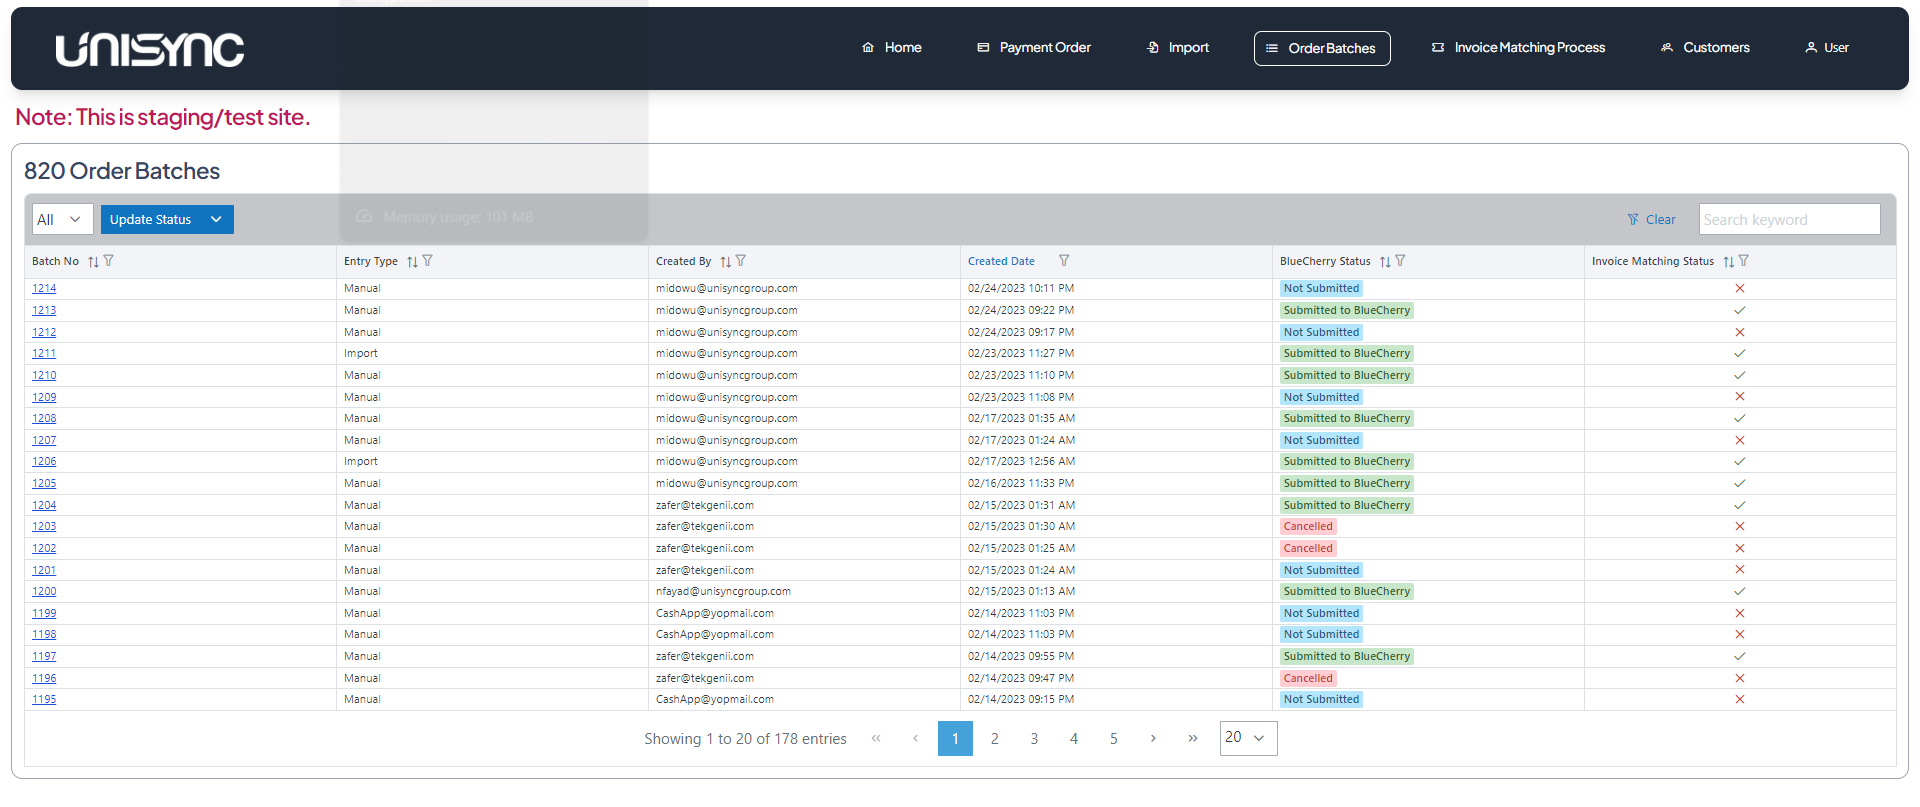 UNISYNC
Home Payment Order Import Order Batches Invoice Matching Process Customers User
Note: This is staging/test site.
820 Order Batches
All Update Status Memory usage: 101 MB Clear Search keyword
Batch No Entry Type Created By Created Date BlueCherry Status Invoice Matching Status
1214 Manual midowu@unisyncgroup.com 02/24/2023 10:11 PM Not Submitted
1213 Manual midowu@unisyncgroup.com 02/24/2023 09:22 PM Submitted to BlueCherry
1212 Manual midowu@unisyncgroup.com 02/24/2023 09:17 PM Not Submitted
1211 Import midowu@unisyncgroup.com 02/23/2023 11:27 PM Submitted to BlueCherry
1210 Manual midowu@unisyncgroup.com 02/23/2023 11:10 PM Submitted to BlueCherry
1209 Manual midowu@unisyncgroup.com 02/23/2023 11:08 PM Not Submitted
1208 Manual midowu@unisyncgroup.com 02/17/2023 01:35 AM Submitted to BlueCherry
1207 Manual midowu@unisyncgroup.com 02/17/2023 01:24 AM Not Submitted
1206 Import midowu@unisyncgroup.com 02/17/2023 12:56 AM Submitted to BlueCherry
1205 Manual midowu@unisyncgroup.com 02/16/2023 11:33 PM Submitted to BlueCherry
1204 Manual zafer@tekgenii.com 02/15/2023 01:31 AM Submitted to BlueCherry
1203 Manual zafer@tekgenii.com 02/15/2023 01:30 AM Cancelled
1202 Manual zafer@tekgenii.com 02/15/2023 01:25 AM Cancelled
1201 Manual zafer@tekgenii.com 02/15/2023 01:24 AM Not Submitted
1200 Manual nfayad@unisyncgroup.com 02/15/2023 01:13 AM Submitted to BlueCherry
1199 Manual CashApp@yopmail.com 02/14/2023 11:03 PM Not Submitted
1198 Manual CashApp@yopmail.com 02/14/2023 11:03 PM Not Submitted
1197 Manual zafer@tekgenii.com 02/14/2023 09:55 PM Submitted to BlueCherry
1196 Manual zafer@tekgenii.com 02/14/2023 09:47 PM Cancelled
1195 Manual CashApp@yopmail.com 02/14/2023 09:15 PM Not Submitted
Showing 1 to 20 of 178 entries « ‹ 1 2 3 4 5 › » 20